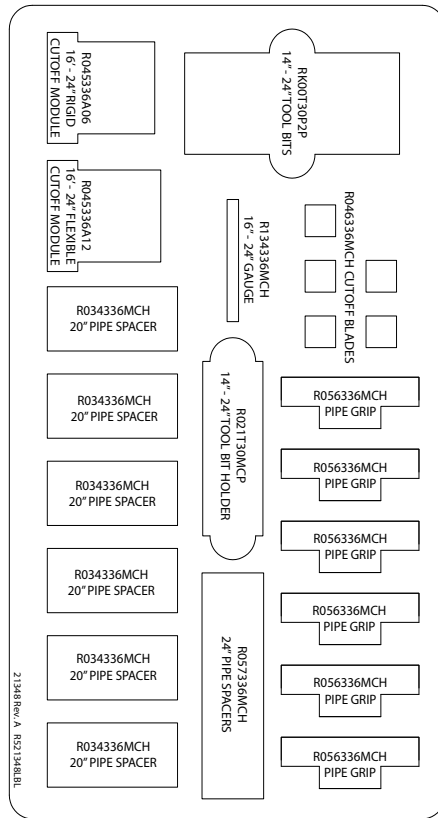 R045336A06
16' - 24" RIGID
CUTOFF MODULE
RK00T30P2P
14" - 24" TOOL BITS
R045336A12
16' - 24" FLEXIBLE
CUTOFF MODULE
R134336MCH
16" - 24" GAUGE
R046336MCH CUTOFF BLADES
R034336MCH
20" PIPE SPACER
R034336MCH
20" PIPE SPACER
R034336MCH
20" PIPE SPACER
R034336MCH
20" PIPE SPACER
R034336MCH
20" PIPE SPACER
R034336MCH
20" PIPE SPACER
R021T30MCP
14" - 24" TOOL BIT HOLDER
R057336MCH
24" PIPE SPACERS
R056336MCH
PIPE GRIP
R056336MCH
PIPE GRIP
R056336MCH
PIPE GRIP
R056336MCH
PIPE GRIP
R056336MCH
PIPE GRIP
R056336MCH
PIPE GRIP
21348 Rev. A R521348LBL